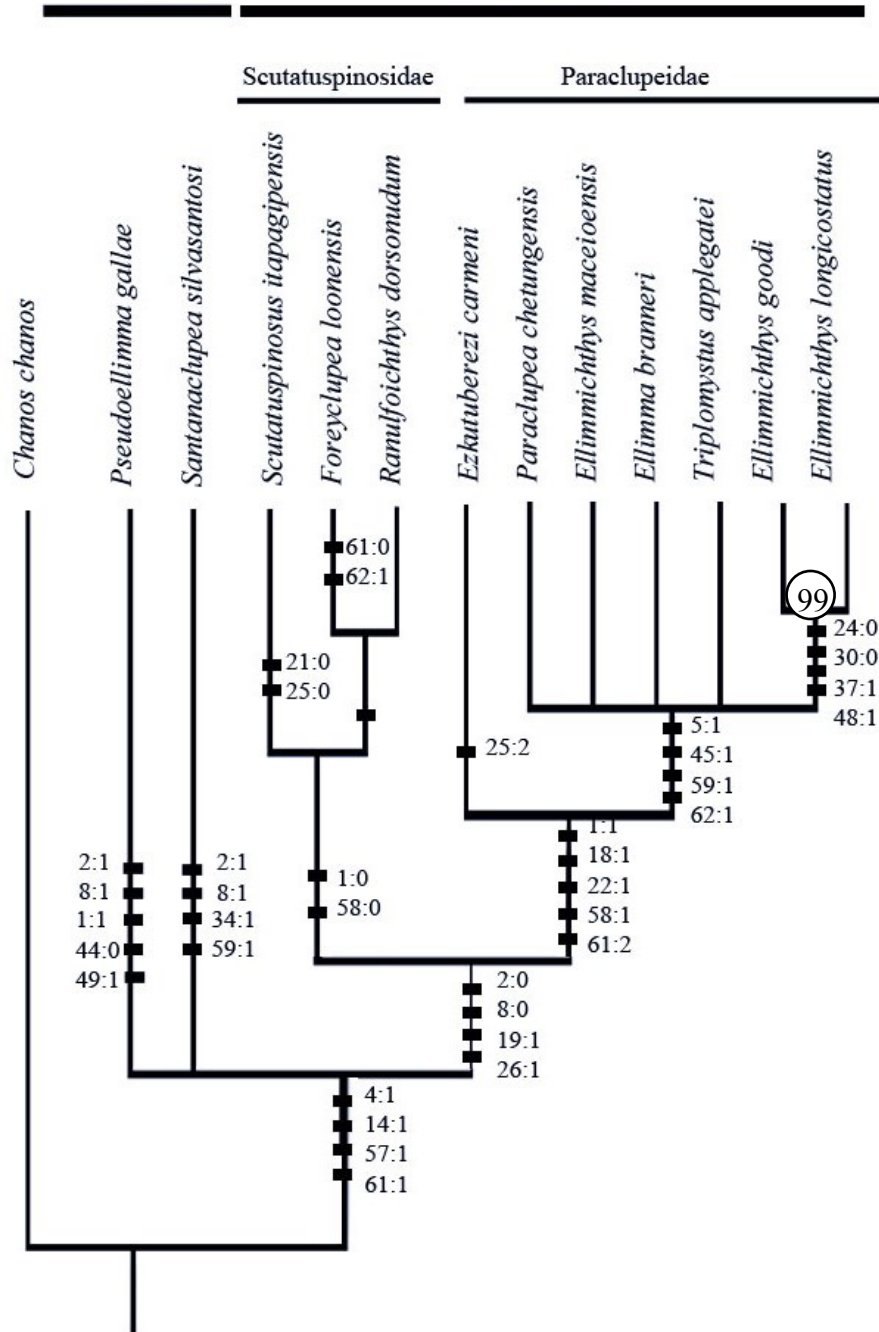 Scutatuspinosidae
Paraclupeidae
Chanos chanos
Pseudoellimma gallae
Santanaclupea silvasantosi
Scutatuspinosus itapagipensis
Foreyclupea loonensis
Ranulfoichthys dorsonudum
Ezkutuberezi carmeni
Paraclupea chetungensis
Ellimmichthys maceioensis
Ellimma branneri
Triplomystus applegatei
Ellimmichthys goodi
Ellimmichthys longicostatus
61:0
62:1
99
24:0
30:0
37:1
48:1
21:0
25:0
25:2
5:1
45:1
59:1
62:1
1:1
18:1
22:1
58:1
61:2
2:1
8:1
1:1
44:0
49:1
2:1
8:1
34:1
59:1
1:0
58:0
2:0
8:0
19:1
26:1
4:1
14:1
57:1
61:1